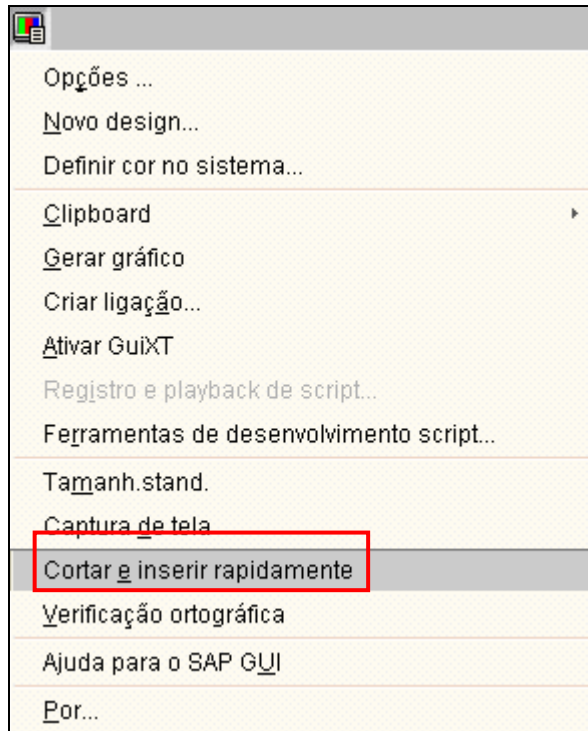 Opções ...
Novo design...
Definir cor no sistema...
Clipboard
Gerar gráfico
Criar ligação...
Ativar GuiXT
Registro e playback de script...
Ferramentas de desenvolvimento script...
Tamanh.stand.
Captura de tela
Cortar e inserir rapidamente
Verificação ortográfica
Ajuda para o SAP GUI
Por...